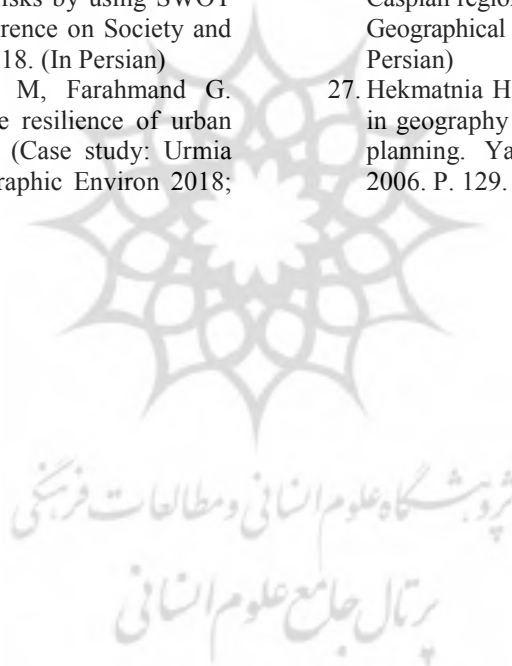 isks by using SWOT
rence on Society and
18. (In Persian)
M, Farahmand G.
e resilience of urban
(Case study: Urmia
raphic Environ 2018;
Caspian region
Geographical
Persian)
27. Hekmatnia H
in geography
planning. Ya
2006. P. 129.
پژوهشگاه علوم انسانی و مطالعات فرهنگی
پرتال جامع علوم انسانی